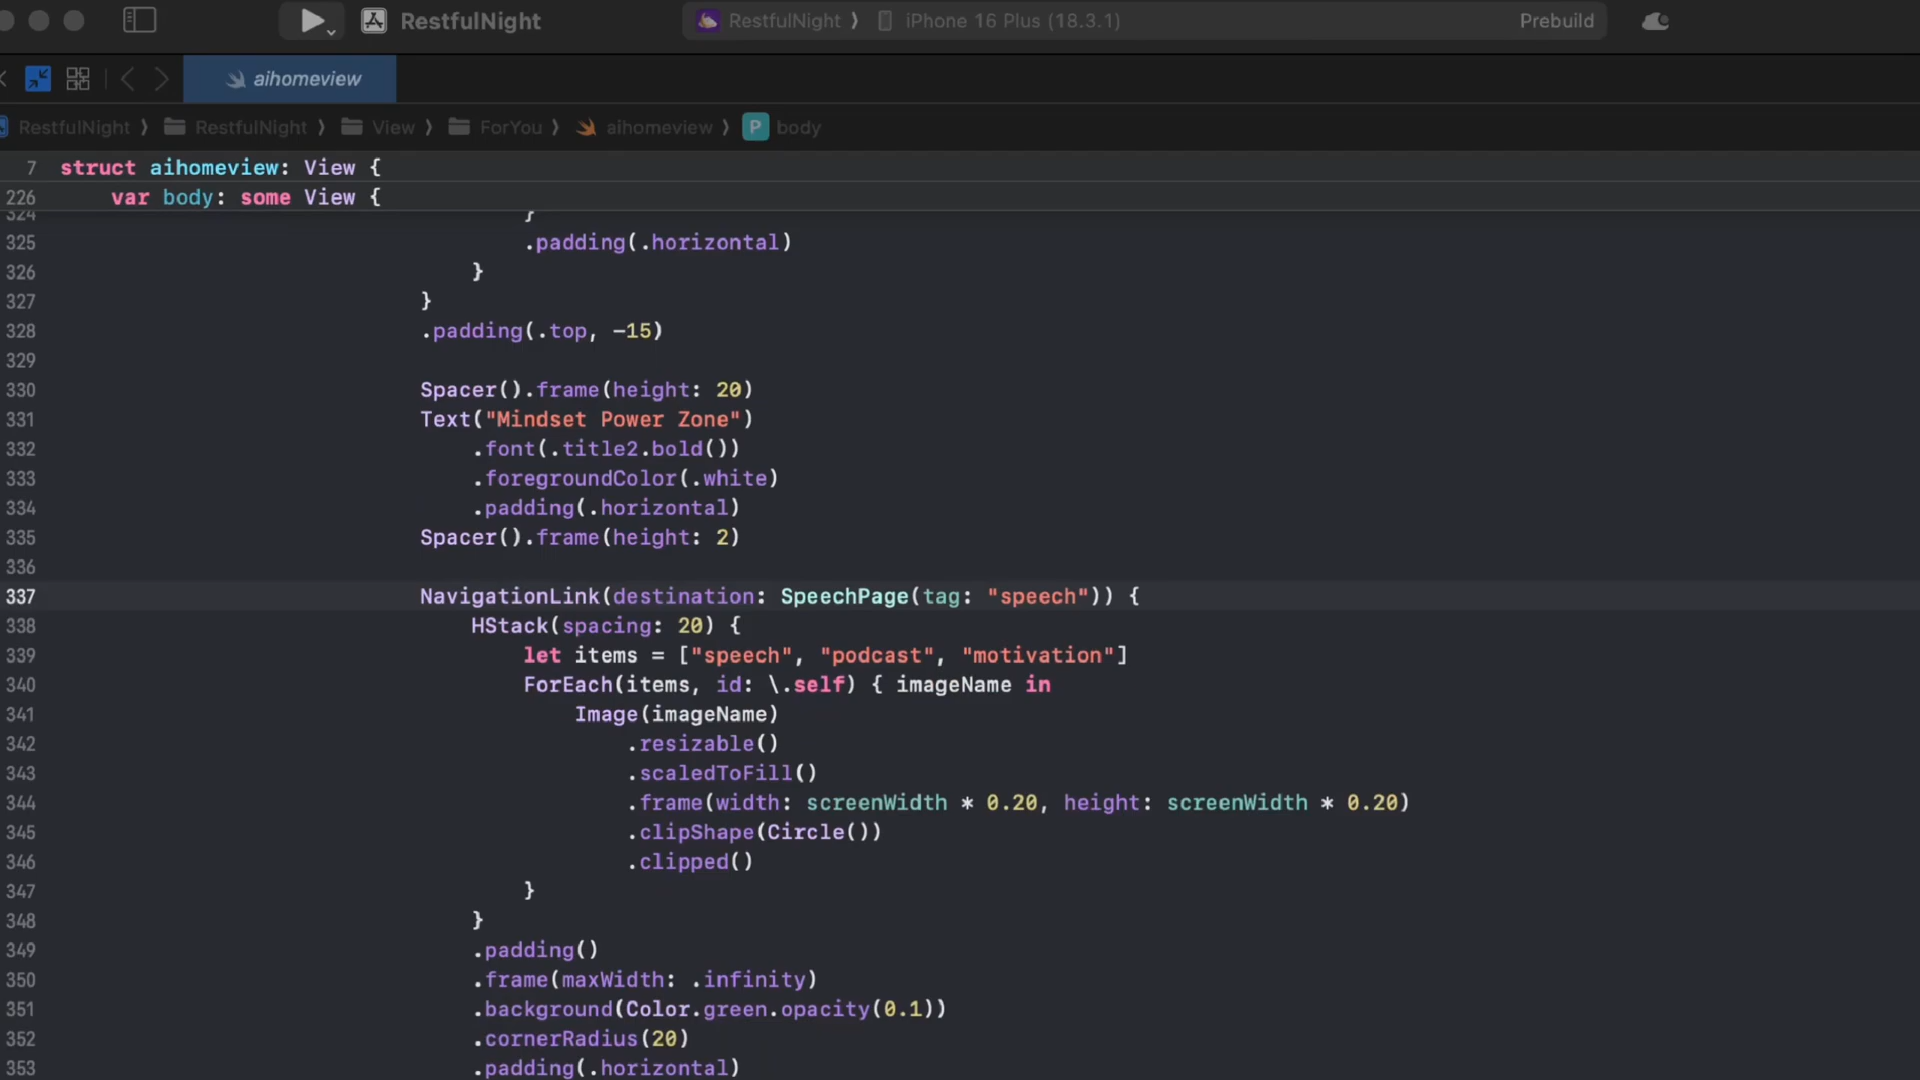 RestfulNight RestfulNight ⟩ iPhone 16 Plus (18.3.1) Prebuild
aihomeview
RestfulNight ⟩ RestfulNight ⟩ View ⟩ ForYou ⟩ aihomeview ⟩ P body
7 struct aihomeview: View {
226     var body: some View {
324                                     }
325                                     .padding(.horizontal)
326                                 }
327                             }
328                             .padding(.top, -15)
329
330                             Spacer().frame(height: 20)
331                             Text("Mindset Power Zone")
332                                 .font(.title2.bold())
333                                 .foregroundColor(.white)
334                                 .padding(.horizontal)
335                             Spacer().frame(height: 2)
336
337                             NavigationLink(destination: SpeechPage(tag: "speech")) {
338                                 HStack(spacing: 20) {
339                                     let items = ["speech", "podcast", "motivation"]
340                                     ForEach(items, id: \.self) { imageName in
341                                         Image(imageName)
342                                             .resizable()
343                                             .scaledToFill()
344                                             .frame(width: screenWidth * 0.20, height: screenWidth * 0.20)
345                                             .clipShape(Circle())
346                                             .clipped()
347                                     }
348                                 }
349                                 .padding()
350                                 .frame(maxWidth: .infinity)
351                                 .background(Color.green.opacity(0.1))
352                                 .cornerRadius(20)
353                                 .padding(.horizontal)